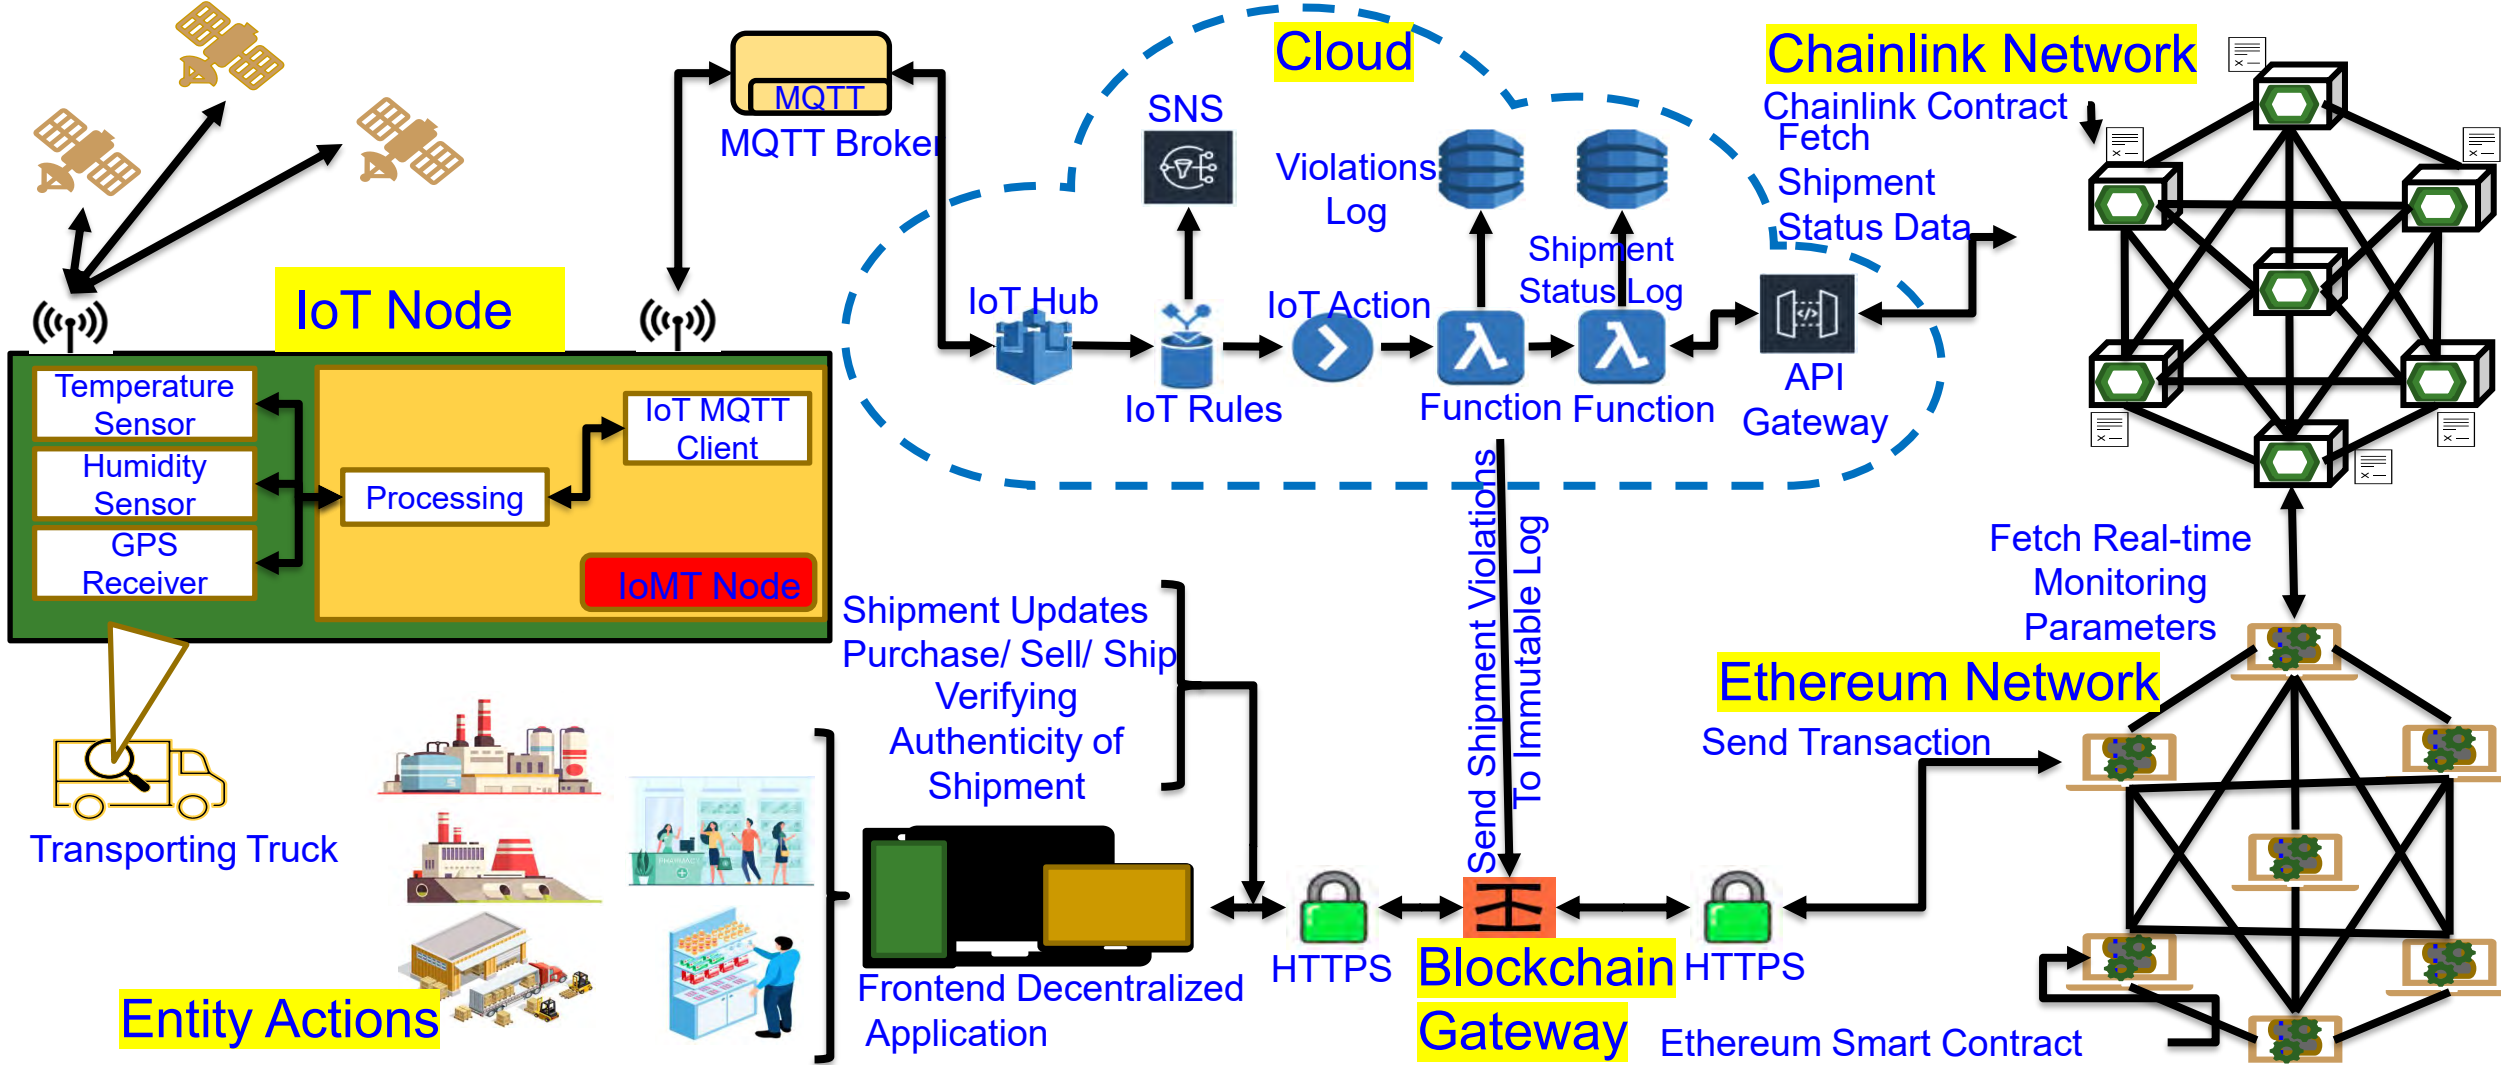 Cloud
Chainlink Network
MQTT
MQTT Broker
SNS
Chainlink Contract
Fetch
Shipment
Status Data
Violations
Log
Shipment
Status Log
IoT Node
IoT Hub
IoT Action
IoT Rules
Function
Function
API
Gateway
Temperature
Sensor
Humidity
Sensor
GPS
Receiver
Processing
IoT MQTT
Client
IoMT Node
Send Shipment Violations
To Immutable Log
Fetch Real-time
Monitoring
Parameters
Shipment Updates
Purchase/ Sell/ Ship
Verifying
Authenticity of
Shipment
Ethereum Network
Send Transaction
Transporting Truck
PHARMACY
Entity Actions
Frontend Decentralized
Application
HTTPS
Blockchain
Gateway
HTTPS
Ethereum Smart Contract